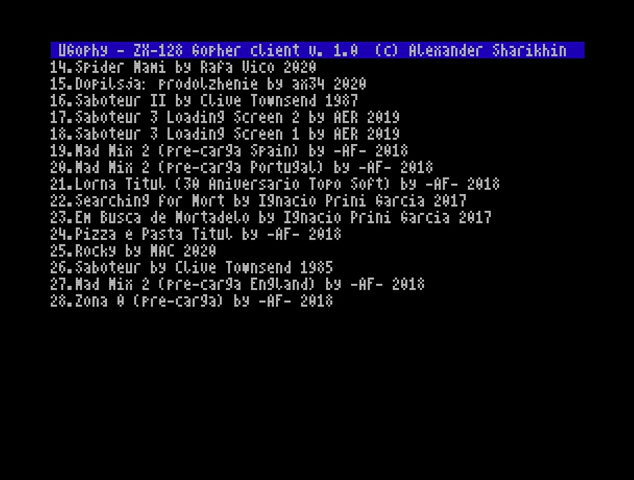 UGophy - ZX-128 Gopher client v. 1.0 (c) Alexander Sharikhin
14.Spider Mami by Rafa Vico 2020
15.Dopilsja: prodolzhenie by ax34 2020
16.Saboteur II by Clive Townsend 1987
17.Saboteur 3 Loading Screen 2 by AER 2019
18.Saboteur 3 Loading Screen 1 by AER 2019
19.Mad Mix 2 (pre-carga Spain) by -AF- 2018
20.Mad Mix 2 (pre-carga Portugal) by -AF- 2018
21.Lorna Titul (30 Aniversario Topo Soft) by -AF- 2018
22.Searching for Mort by Ignacio Prini Garcia 2017
23.Em Busca de Mortadelo by Ignacio Prini Garcia 2017
24.Pizza e Pasta Titul by -AF- 2018
25.Rocky by MAC 2020
26.Saboteur by Clive Townsend 1985
27.Mad Mix 2 (pre-carga England) by -AF- 2018
28.Zona 0 (pre-carga) by -AF- 2018